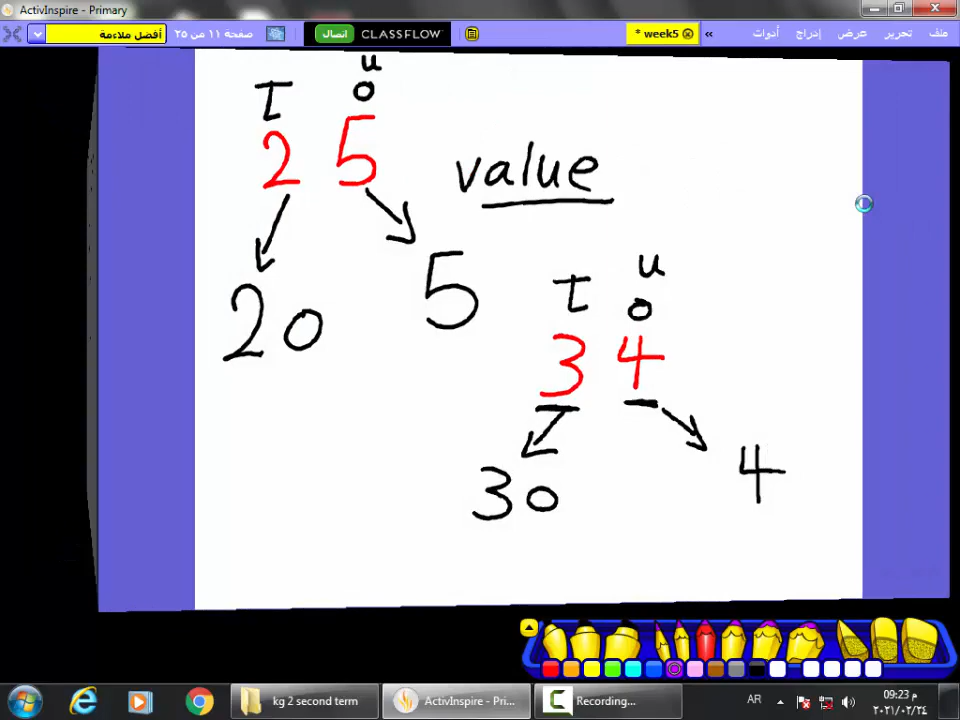 ActivInspire - Primary
أفضل ملاءمة صفحة ١١ من ٢٥ اتصال CLASSFLOW week5 * أدوات عرض إدراج تحرير ملف
u
T o
2 5
value
20 5
u
T o
3 4
30 4
kg 2 second term ActivInspire - Pri... Recording... AR 09:23 م
٢٠٢١/٠٢/٢٤